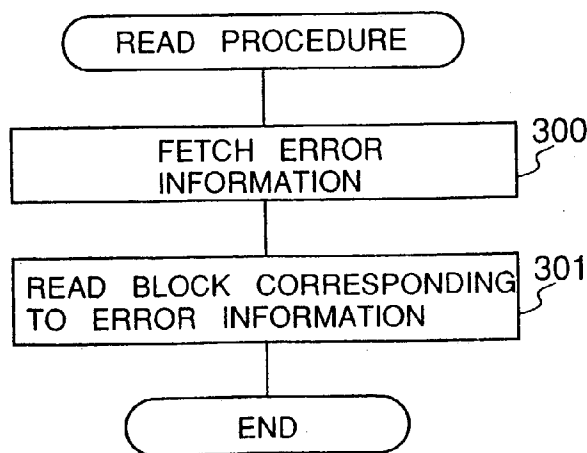 READ PROCEDURE
300
FETCH ERROR
INFORMATION
301
READ BLOCK CORRESPONDING
TO ERROR INFORMATION
END